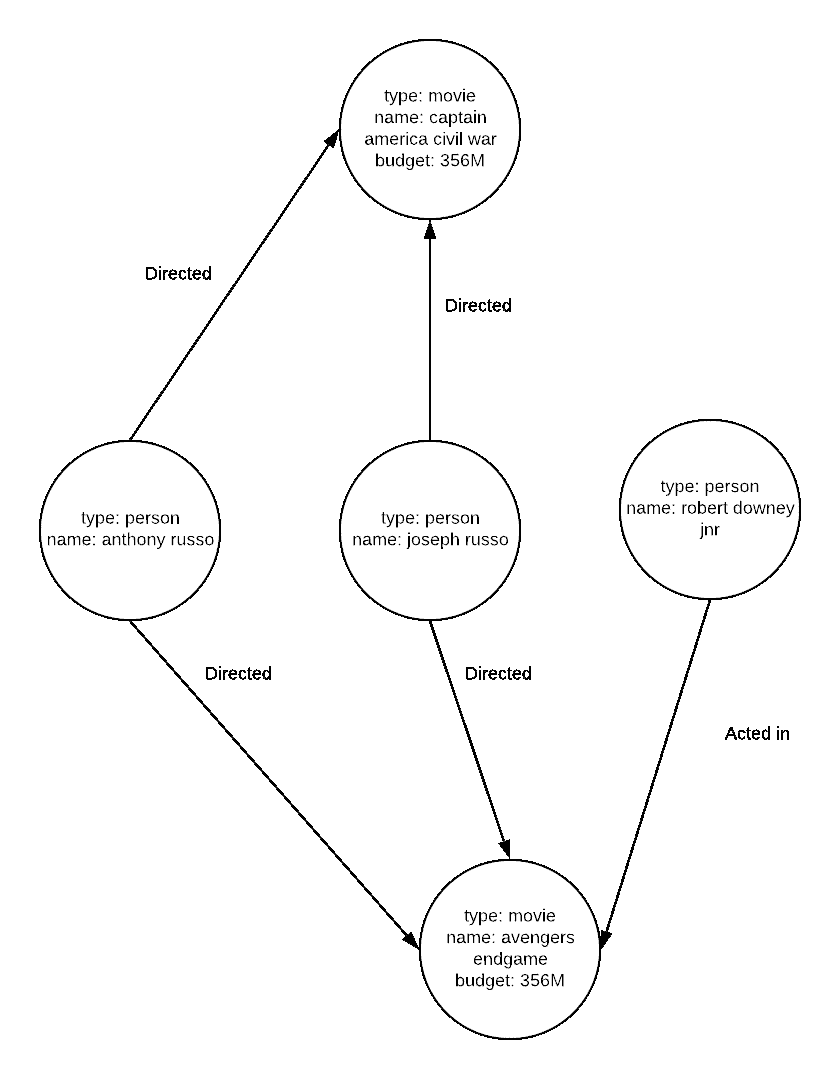 type: movie
name: captain
america civil war
budget: 356M
Directed
Directed
type: person
name: anthony russo
type: person
name: joseph russo
type: person
name: robert downey
jnr
Directed
Directed
Acted in
type: movie
name: avengers
endgame
budget: 356M